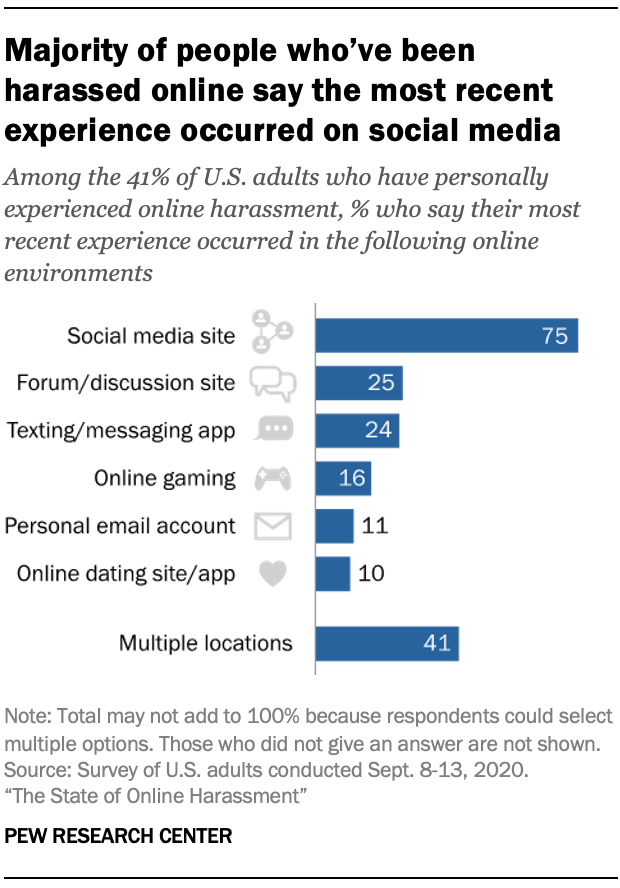 Majority of people who’ve been
harassed online say the most recent
experience occurred on social media
Among the 41% of U.S. adults who have personally
experienced online harassment, % who say their most
recent experience occurred in the following online
environments
Social media site 75
Forum/discussion site 25
Texting/messaging app 24
Online gaming 16
Personal email account 11
Online dating site/app 10
Multiple locations 41
Note: Total may not add to 100% because respondents could select
multiple options. Those who did not give an answer are not shown.
Source: Survey of U.S. adults conducted Sept. 8-13, 2020.
“The State of Online Harassment”
PEW RESEARCH CENTER